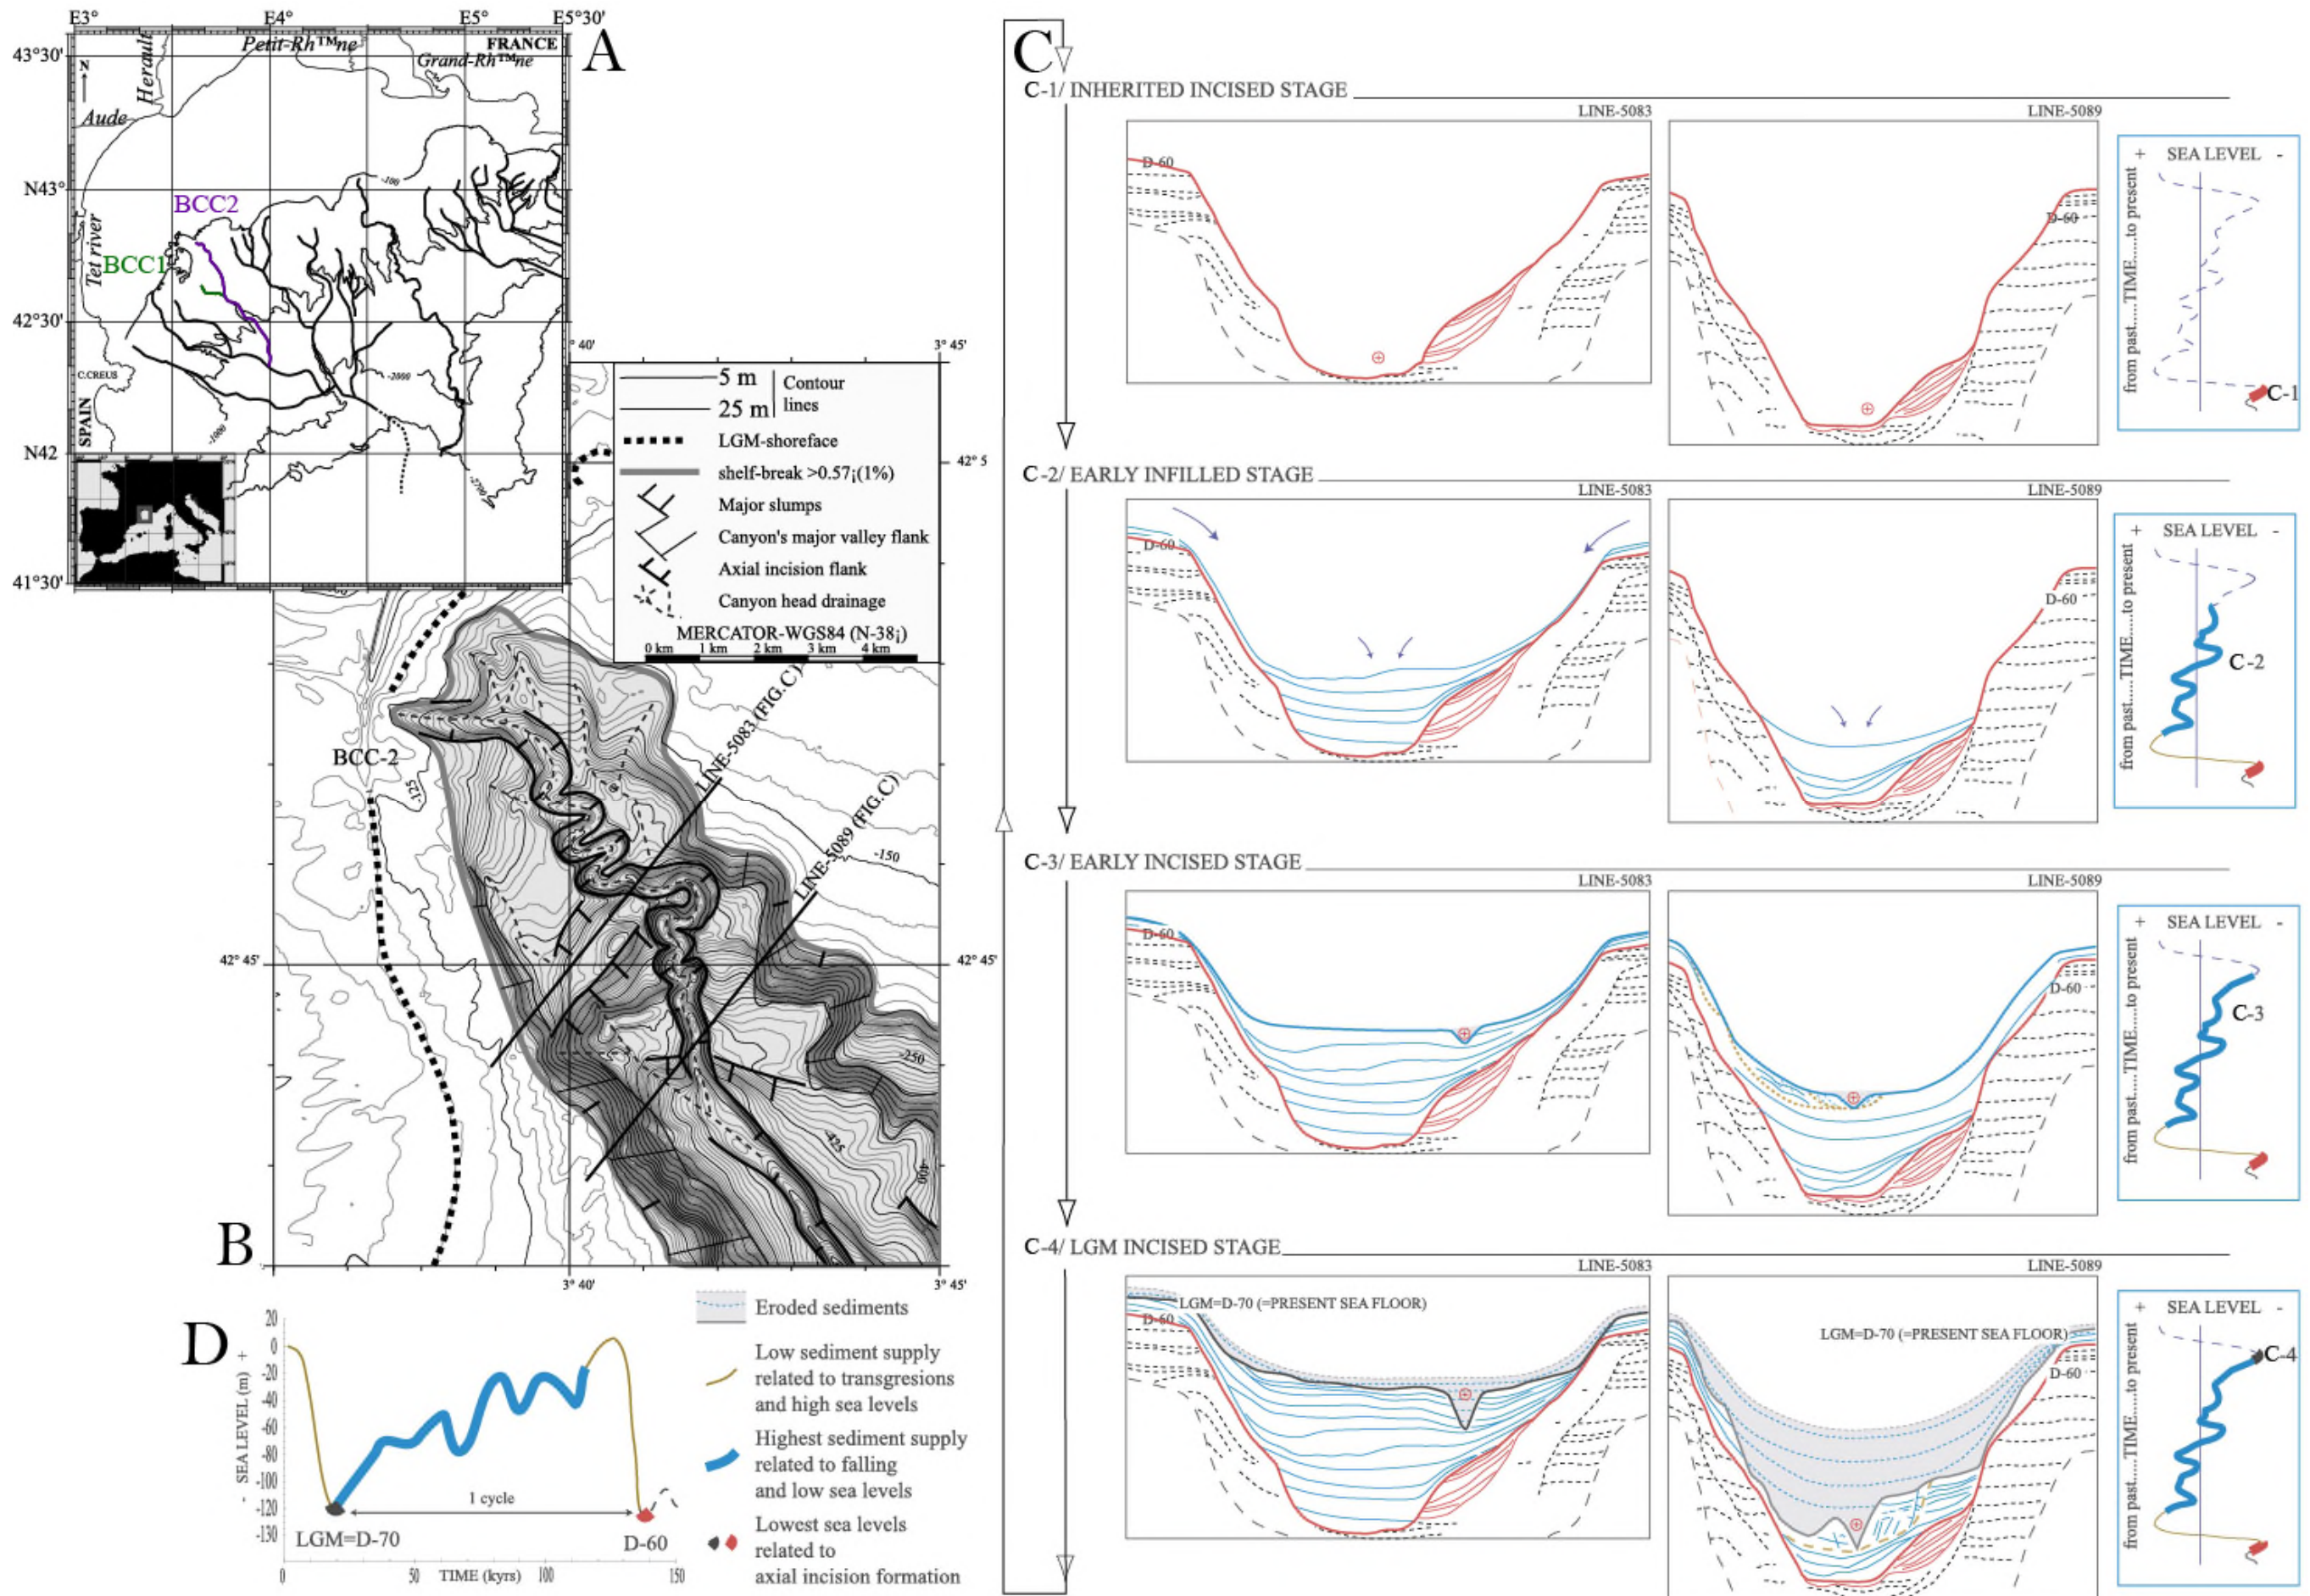 A
E3°
E4°
E5°
E5°30'
43°30'
N43°
42°30'
N42
41°30'
Petit-Rh™ne
FRANCE
Grand-Rh™ne
Herault
N
Aude
-100
BCC2
BCC1
Tet river
C.CREUS
SPAIN
-1000
-2000
-2700
40'
3° 45'
5 m
25 m
Contour
lines
LGM-shoreface
shelf-break >0.57¡(1%)
Major slumps
Canyon's major valley flank
Axial incision flank
Canyon head drainage
MERCATOR-WGS84 (N-38¡)
0 km 1 km 2 km 3 km 4 km
42° 5
B
BCC-2
-125
LINE-5083 (FIG.C)
LINE-5089 (FIG.C)
-150
42° 45'
42° 45'
-250
-425
-400
3° 40'
3° 45'
D
- SEA LEVEL (m) +
20
0
-20
-40
-60
-80
-100
-120
-130
1 cycle
LGM=D-70
D-60
0
50
TIME (kyrs)
100
150
Eroded sediments
Low sediment supply
related to transgresions
and high sea levels
Highest sediment supply
related to falling
and low sea levels
Lowest sea levels
related to
axial incision formation
C
C-1/ INHERITED INCISED STAGE
LINE-5083
LINE-5089
D-60
D-60
+ SEA LEVEL -
from past......TIME......to present
C-1
C-2/ EARLY INFILLED STAGE
LINE-5083
LINE-5089
D-60
D-60
+ SEA LEVEL -
from past......TIME......to present
C-2
C-3/ EARLY INCISED STAGE
LINE-5083
LINE-5089
D-60
D-60
+ SEA LEVEL -
from past......TIME......to present
C-3
C-4/ LGM INCISED STAGE
LINE-5083
LINE-5089
LGM=D-70 (=PRESENT SEA FLOOR)
D-60
LGM=D-70 (=PRESENT SEA FLOOR)
D-60
+ SEA LEVEL -
from past......TIME......to present
C-4